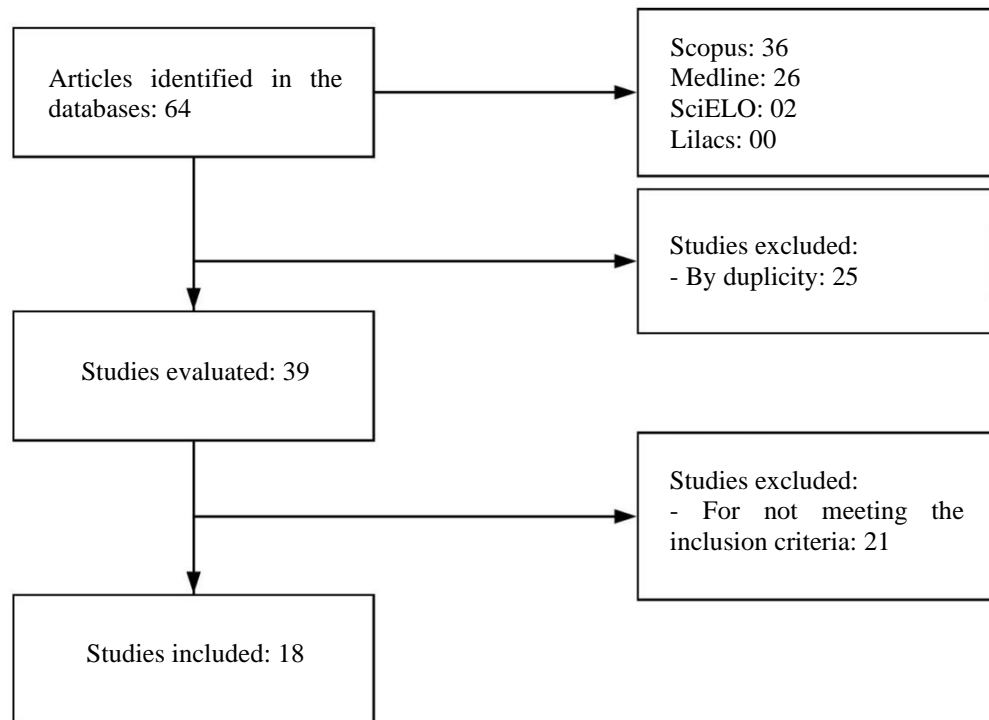 Articles identified in the
databases: 64
Scopus: 36
Medline: 26
SciELO: 02
Lilacs: 00
Studies excluded:
- By duplicity: 25
Studies evaluated: 39
Studies excluded:
- For not meeting the
inclusion criteria: 21
Studies included: 18